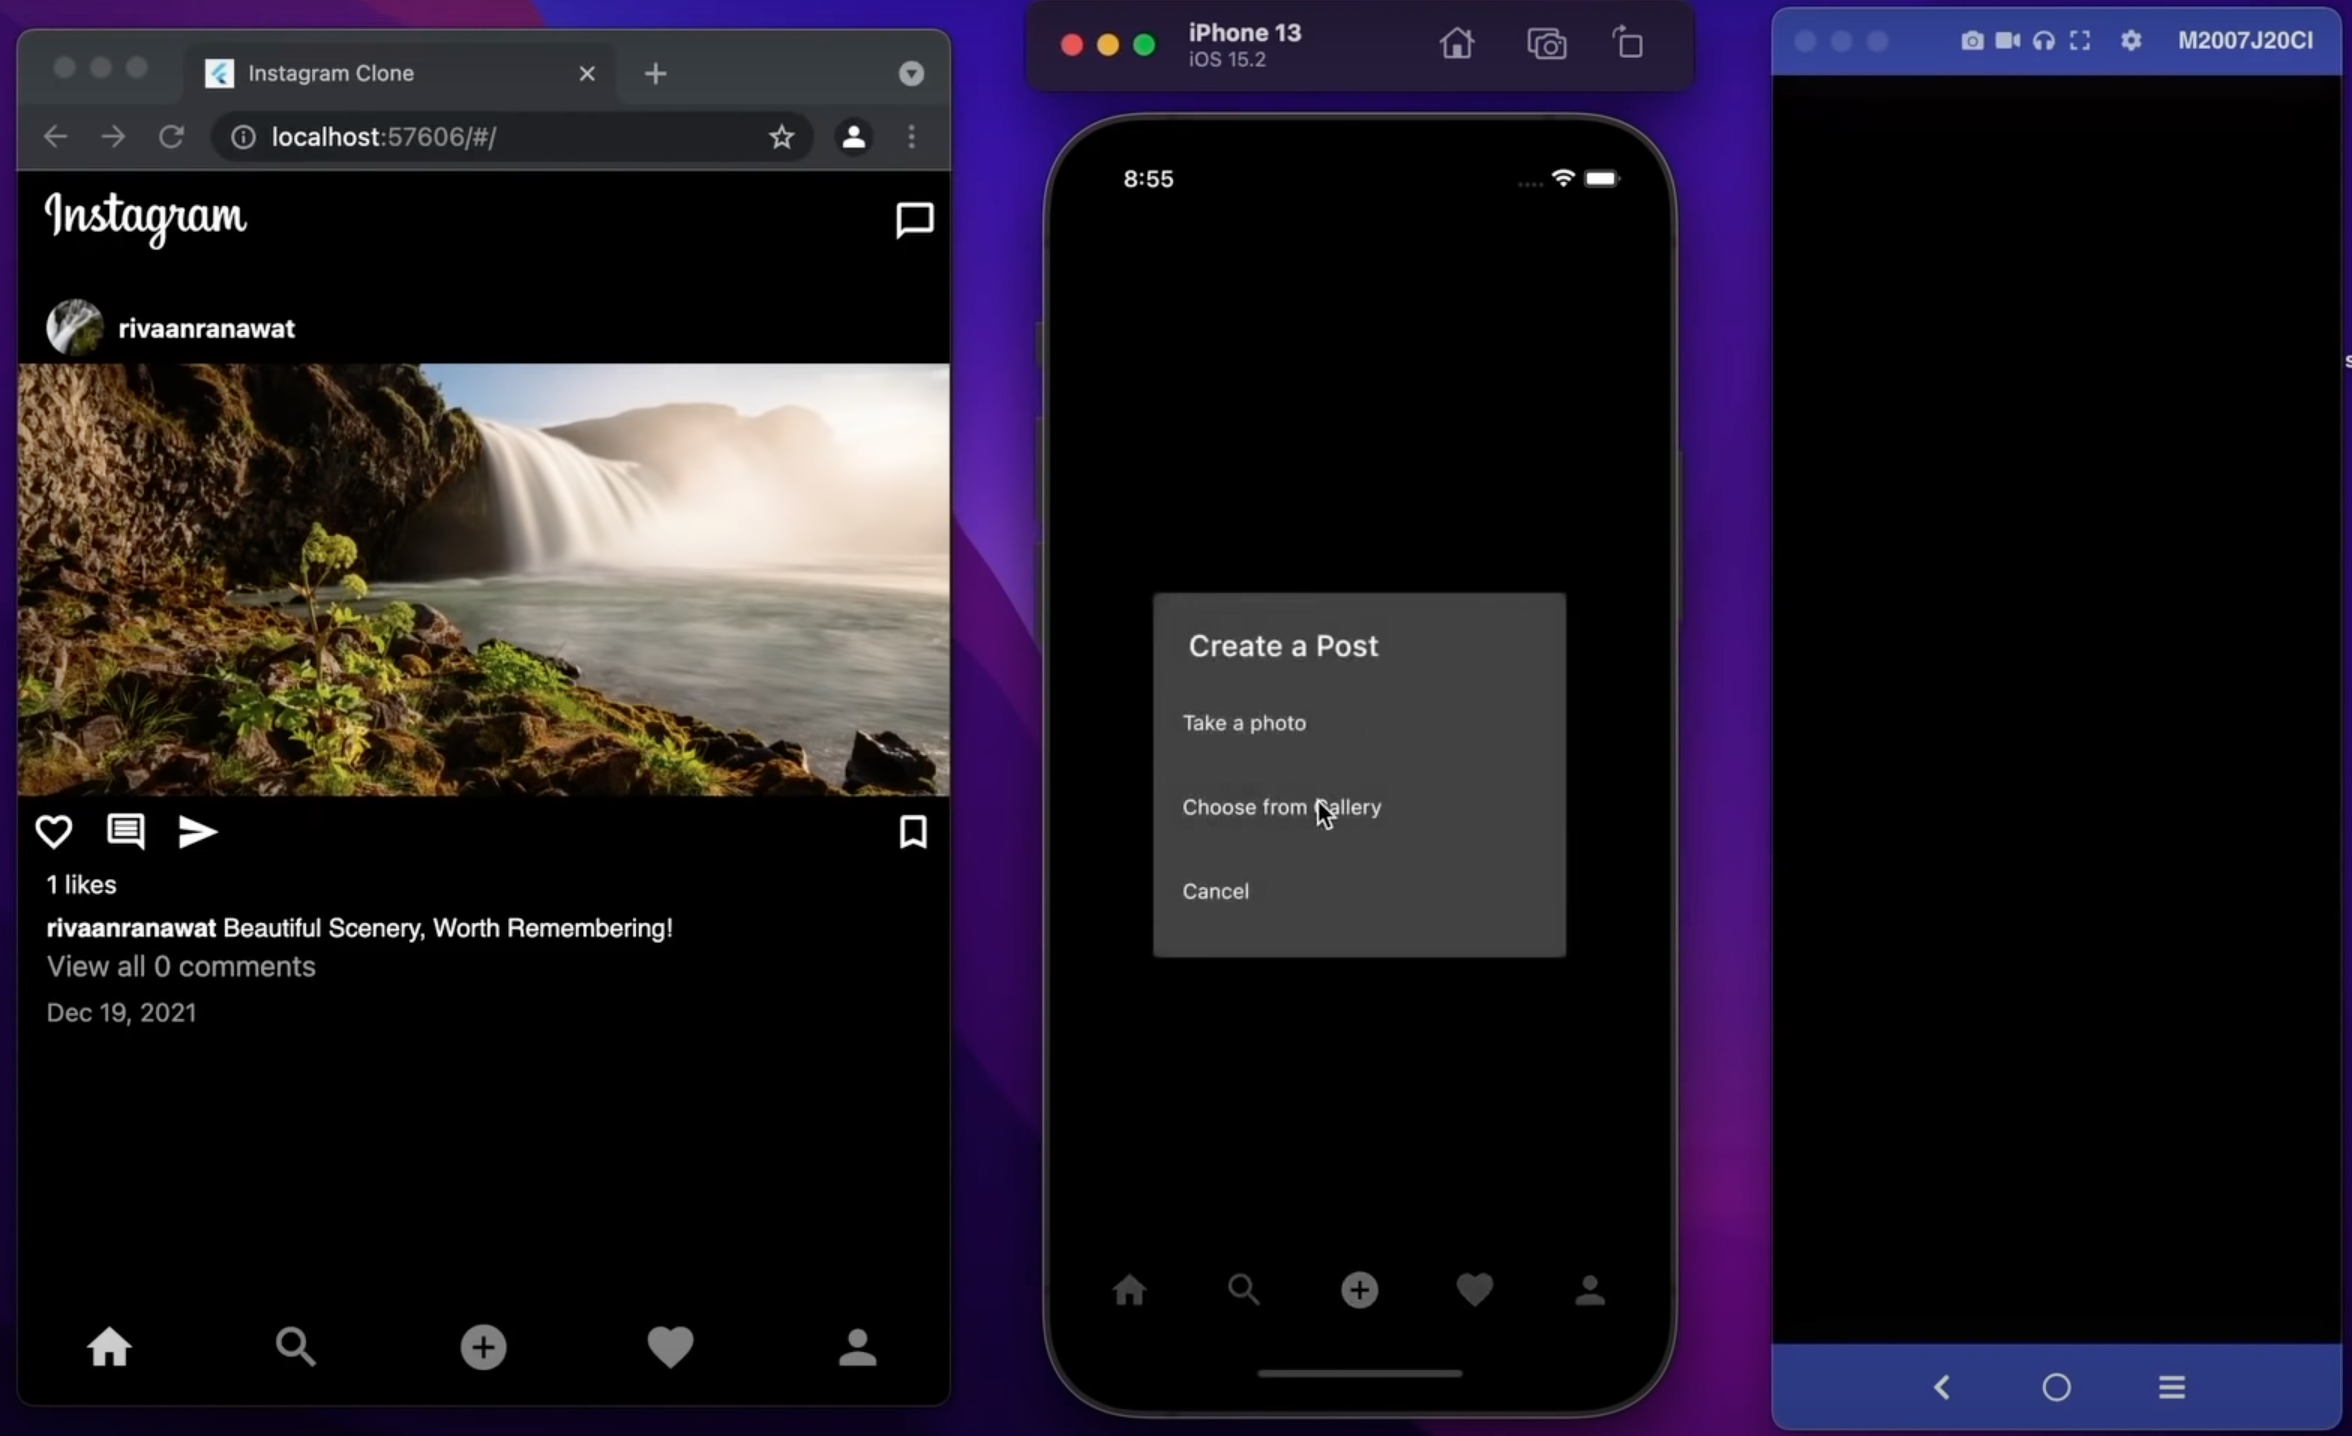 Instagram Clone
localhost:57606/#/
Instagram
rivaanranawat
1 likes
rivaanranawat Beautiful Scenery, Worth Remembering!
View all 0 comments
Dec 19, 2021
iPhone 13
iOS 15.2
8:55
Create a Post
Take a photo
Choose from Gallery
Cancel
M2007J20CI